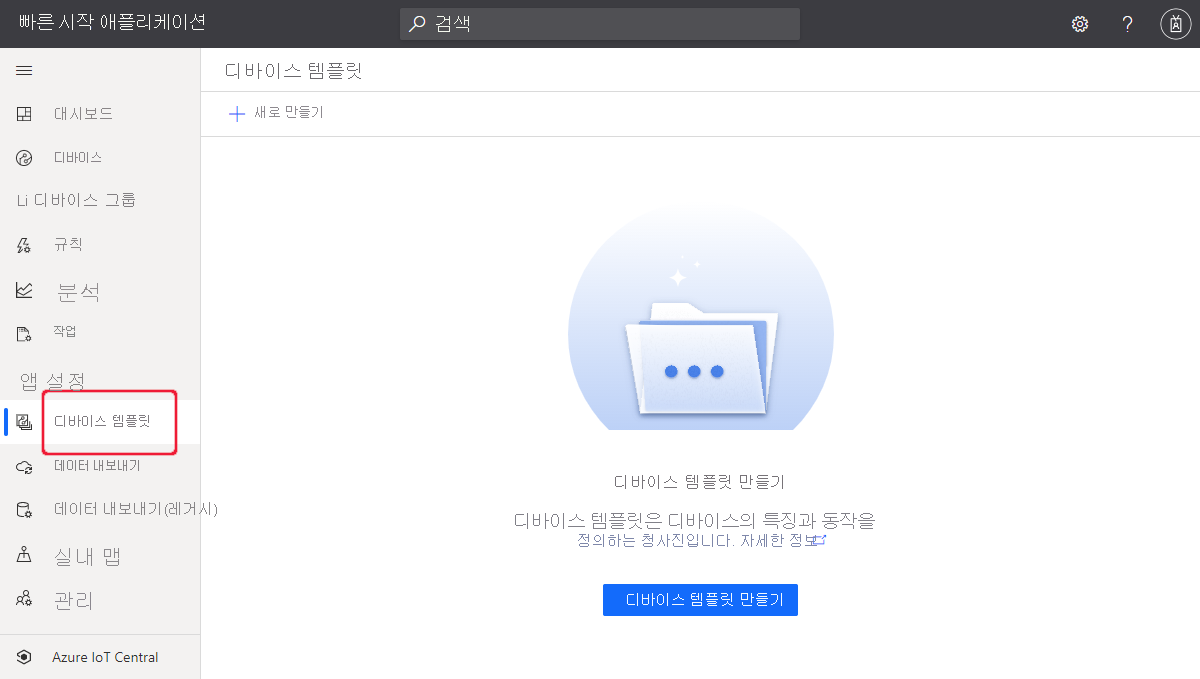 빠른 시작 애플리케이션
검색
?
디바이스 템플릿
새로 만들기
대시보드
디바이스
Li 디바이스 그룹
규칙
분석
작업
앱 설정
디바이스 템플릿
데이터 내보내기
데이터 내보내기(레거시)
실내 맵
관리
Azure IoT Central
디바이스 템플릿 만들기
디바이스 템플릿은 디바이스의 특징과 동작을
정의하는 청사진입니다. 자세한 정보
디바이스 템플릿 만들기